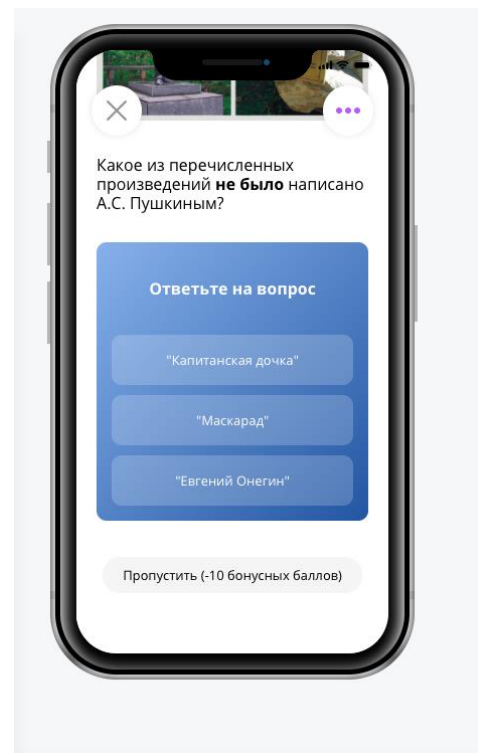 Какое из перечисленных
произведений не было написано
А.С. Пушкиным?
Ответьте на вопрос
"Капитанская дочка"
"Маскарад"
"Евгений Онегин"
Пропустить (-10 бонусных баллов)